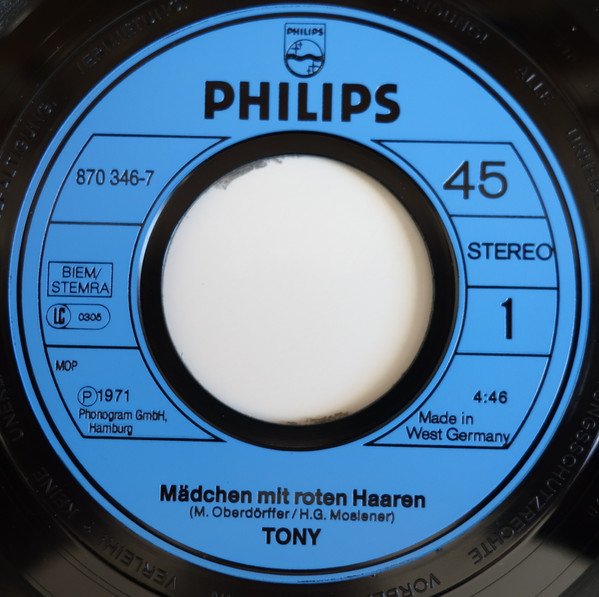 PHILIPS
PHILIPS
870 346-7
45
STEREO
BIEM/
STEMRA
LC 0305
1
MOP
Ⓟ1971
Phonogram GmbH,
Hamburg
4:46
Made in
West Germany
Mädchen mit roten Haaren
(M. Oberdörffer/H.G. Moslener)
TONY